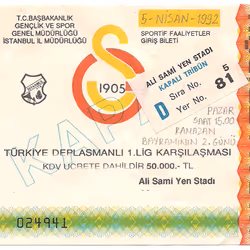 T.C. BAŞBAKANLIK
GENÇLİK VE SPOR
GENEL MÜDÜRLÜĞÜ
İSTANBUL İL MÜDÜRLÜĞÜ
5-NİSAN-1992
SPORTİF FAALİYETLER
GİRİŞ BİLETİ
1905
ALİ SAMİ YEN STADI
KAPALI TRİBÜN
D
Sıra No. 5
Yer No. 81
PAZAR
SAAT 15.00
RAMAZAN
BAYRAMININ 2. GÜNÜ
KAPALI
TÜRKİYE DEPLASMANLI 1.LİG KARŞILAŞMASI
KDV ÜCRETE DAHİLDİR 50.000.- TL
Ali Sami Yen Stadı
024941